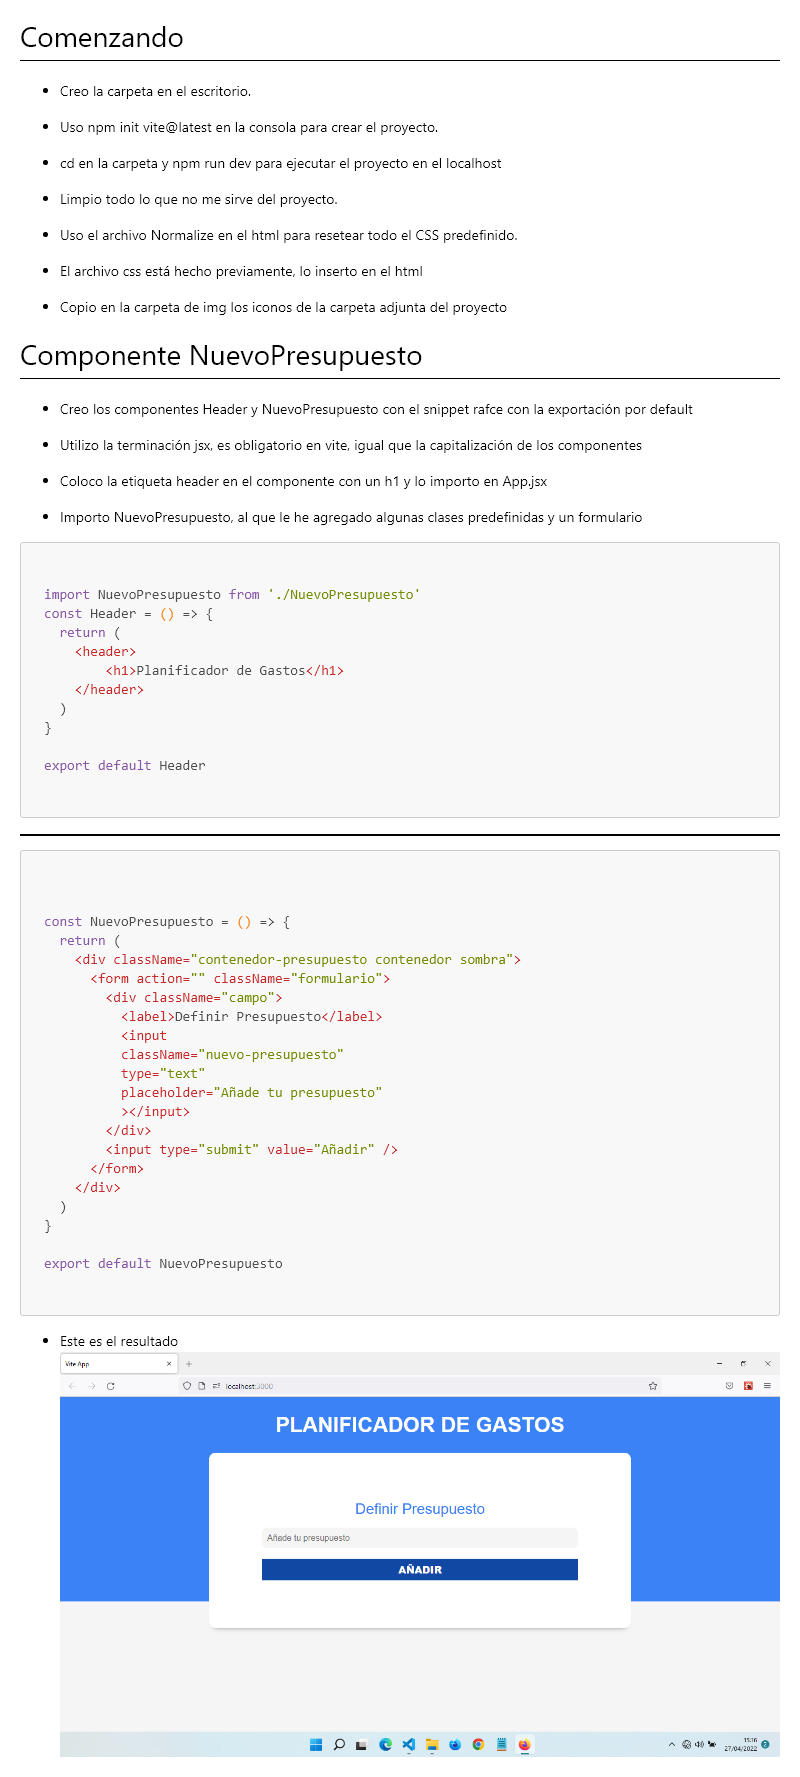 Comenzando
Creo la carpeta en el escritorio.
Uso npm init vite@latest en la consola para crear el proyecto.
cd en la carpeta y npm run dev para ejecutar el proyecto en el localhost
Limpio todo lo que no me sirve del proyecto.
Uso el archivo Normalize en el html para resetear todo el CSS predefinido.
El archivo css está hecho previamente, lo inserto en el html
Copio en la carpeta de img los iconos de la carpeta adjunta del proyecto
Componente NuevoPresupuesto
Creo los componentes Header y NuevoPresupuesto con el snippet rafce con la exportación por default
Utilizo la terminación jsx, es obligatorio en vite, igual que la capitalización de los componentes
Coloco la etiqueta header en el componente con un h1 y lo importo en App.jsx
Importo NuevoPresupuesto, al que le he agregado algunas clases predefinidas y un formulario
import NuevoPresupuesto from './NuevoPresupuesto'
const Header = () => {
  return (
    <header>
        <h1>Planificador de Gastos</h1>
    </header>
  )
}
export default Header
const NuevoPresupuesto = () => {
  return (
    <div className="contenedor-presupuesto contenedor sombra">
      <form action="" className="formulario">
        <div className="campo">
          <label>Definir Presupuesto</label>
          <input
          className="nuevo-presupuesto"
          type="text"
          placeholder="Añade tu presupuesto"
          ></input>
        </div>
        <input type="submit" value="Añadir" />
      </form>
    </div>
  )
}
export default NuevoPresupuesto
Este es el resultado
Vite App
localhost:3000
PLANIFICADOR DE GASTOS
Definir Presupuesto
Añade tu presupuesto
AÑADIR
15:36
27/04/2022
2